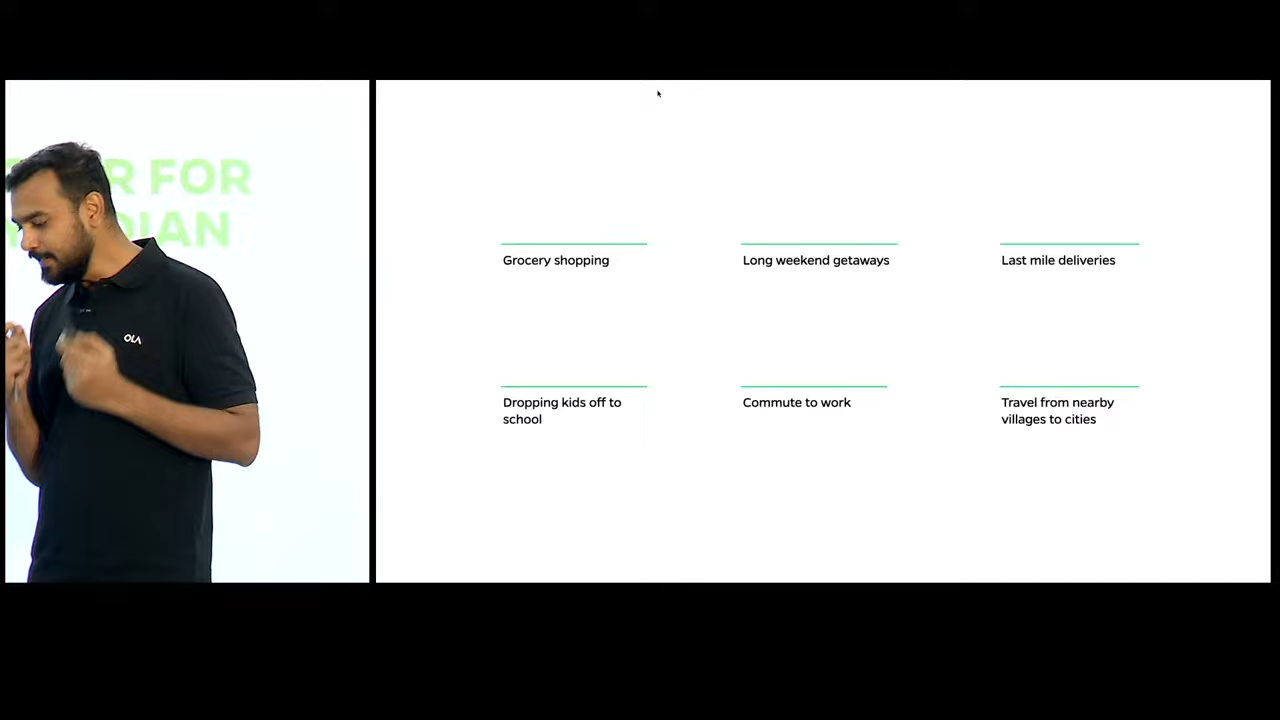 R FOR
DIAN
OLA
Grocery shopping
Long weekend getaways
Last mile deliveries
Dropping kids off to
school
Commute to work
Travel from nearby
villages to cities